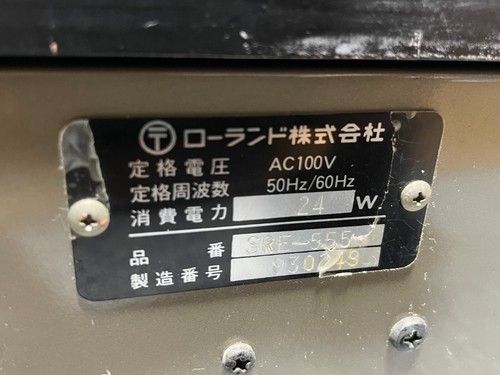 〒 ローランド株式会社
定格電圧 AC100V
定格周波数 50Hz/60Hz
消費電力 24 W
品番 SRE-555
製造番号 330249